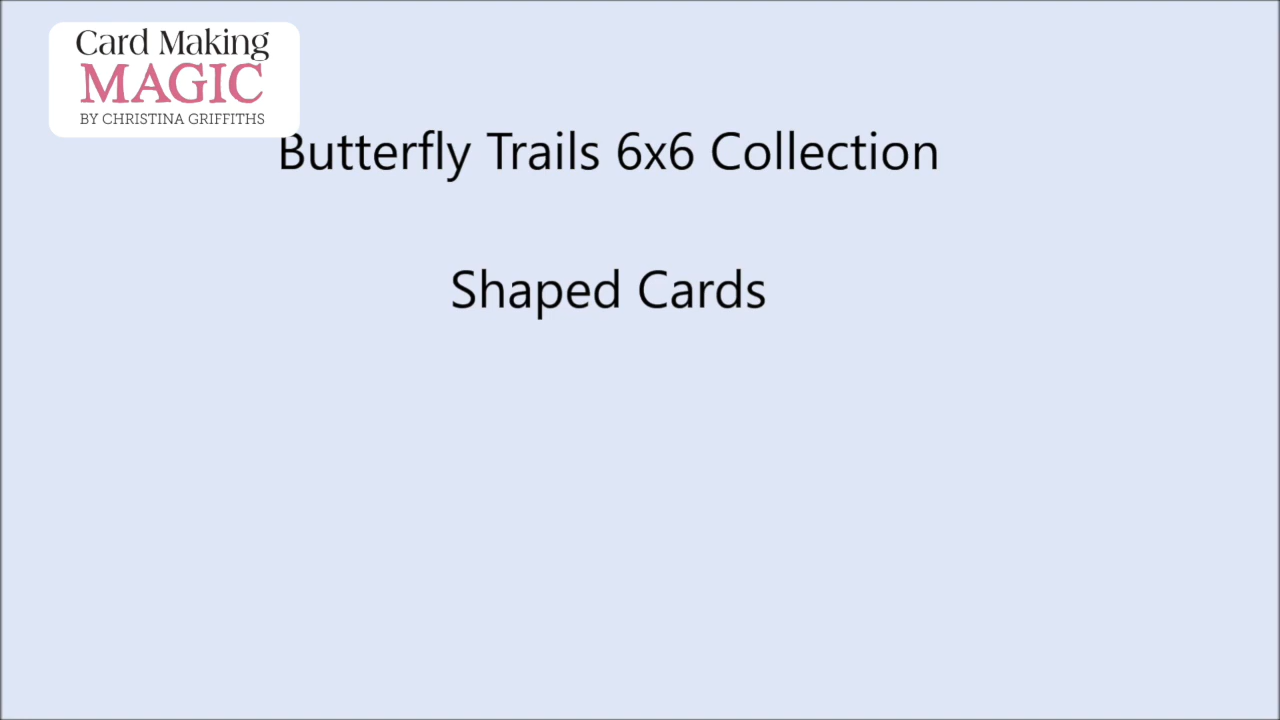 Card Making
MAGIC
BY CHRISTINA GRIFFITHS
Butterfly Trails 6x6 Collection
Shaped Cards